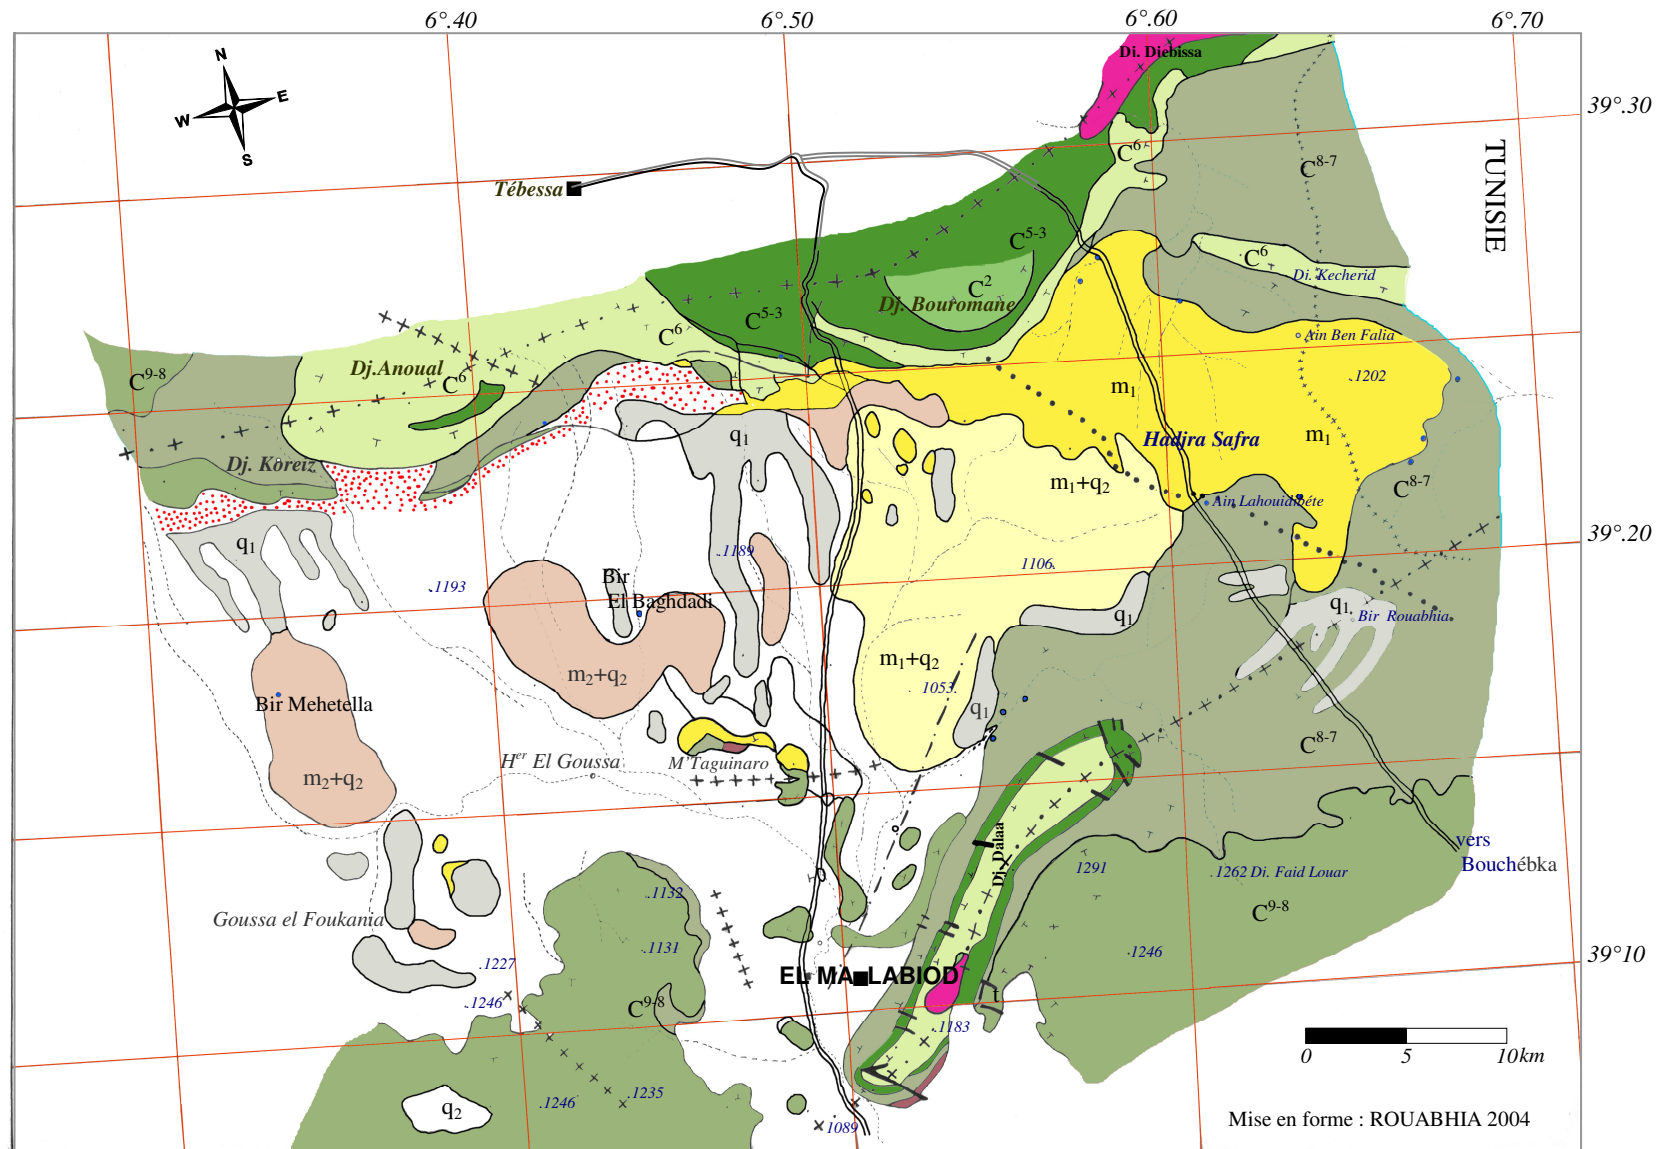 6°.40
6°.50
6°.60
6°.70
N
W
E
S
Dj. Djebissa
39°.30
TUNISIE
C6
C8-7
Tébessa
C5-3
C6
Dj. Kecherid
C2
Dj. Bouromane
C5-3
C6
Ain Ben Falia
Dj.Anoual
C9-8
C6
m1
.1202
q1
Hadjra Safra
m1
Dj. Koreiz
m1+q2
C8-7
q1
.1189
39°.20
1106.
.1193
Bir
El Baghdadi
q1
q1.
Bir Rouabhia.
m1+q2
m2+q2
1053.
Bir Mehetella
q1
C8-7
Her El Goussa
M'Taguinaro
m2+q2
Dj. Dalaa
vers
Bouchébka
1291
.1262 Dj. Faid Louar
.1132
Goussa el Foukania
C9-8
.1131
.1246
39°10
.1227
EL MA LABIOD
.1246
t
C9-8
.1183
0
5
10km
.1235
.1246
q2
.1089
Mise en forme : ROUABHIA 2004